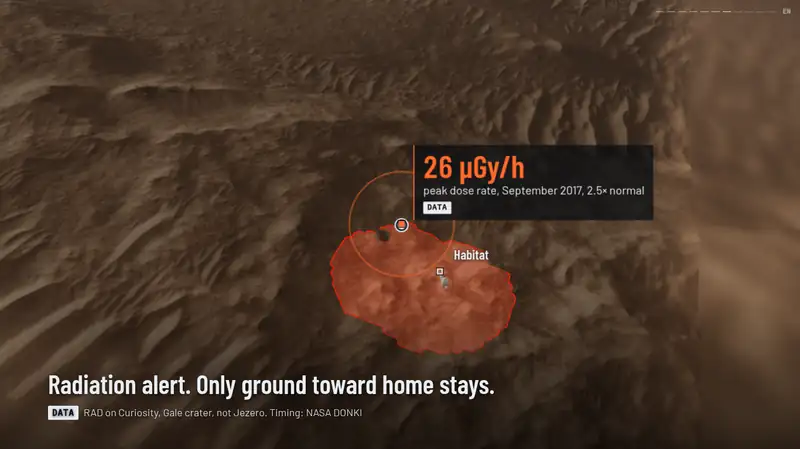 EN
26 µGy/h
peak dose rate, September 2017, 2.5× normal
DATA
Habitat
Radiation alert. Only ground toward home stays.
DATA RAD on Curiosity, Gale crater, not Jezero. Timing: NASA DONKI